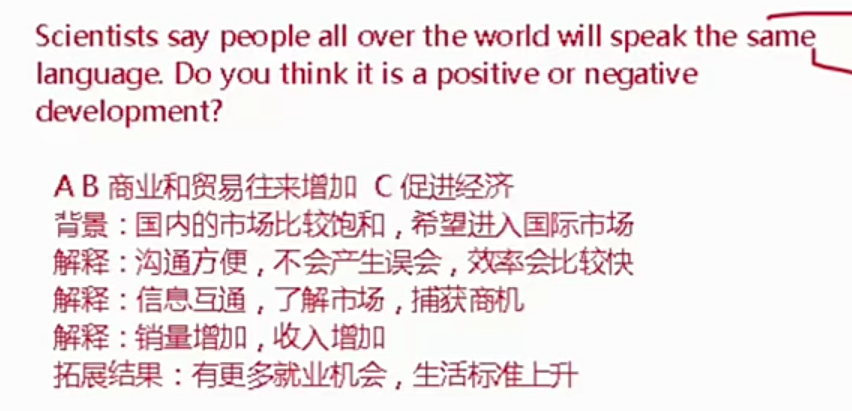 Scientists say people all over the world will speak the same
language. Do you think it is a positive or negative
development?
A B 商业和贸易往来增加 C 促进经济
背景：国内的市场比较饱和，希望进入国际市场
解释：沟通方便，不会产生误会，效率会比较快
解释：信息互通，了解市场，捕获商机
解释：销量增加，收入增加
拓展结果：有更多就业机会，生活标准上升